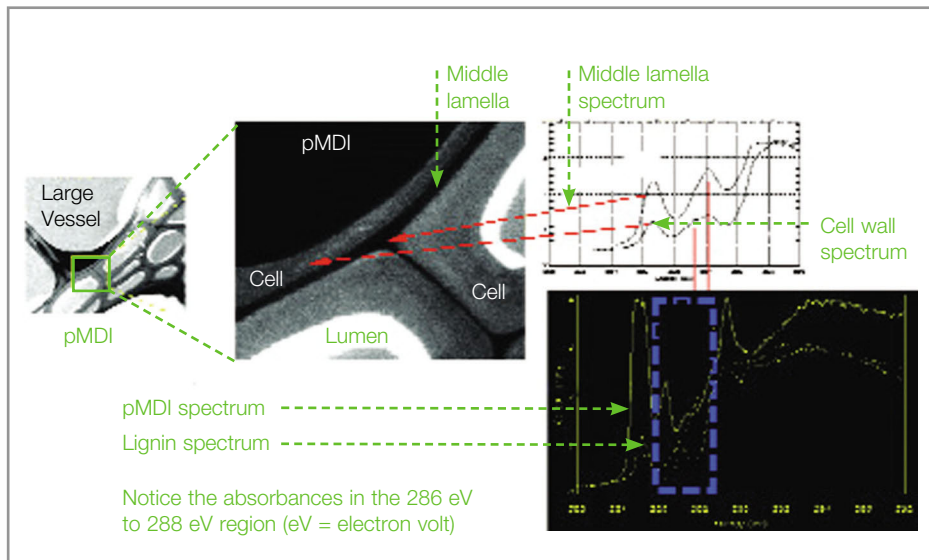 Middle
lamella
Middle lamella
spectrum
pMDI
Large
Vessel
Cell wall
spectrum
Cell
Cell
Lumen
pMDI
pMDI spectrum
Lignin spectrum
Notice the absorbances in the 286 eV
to 288 eV region (eV = electron volt)